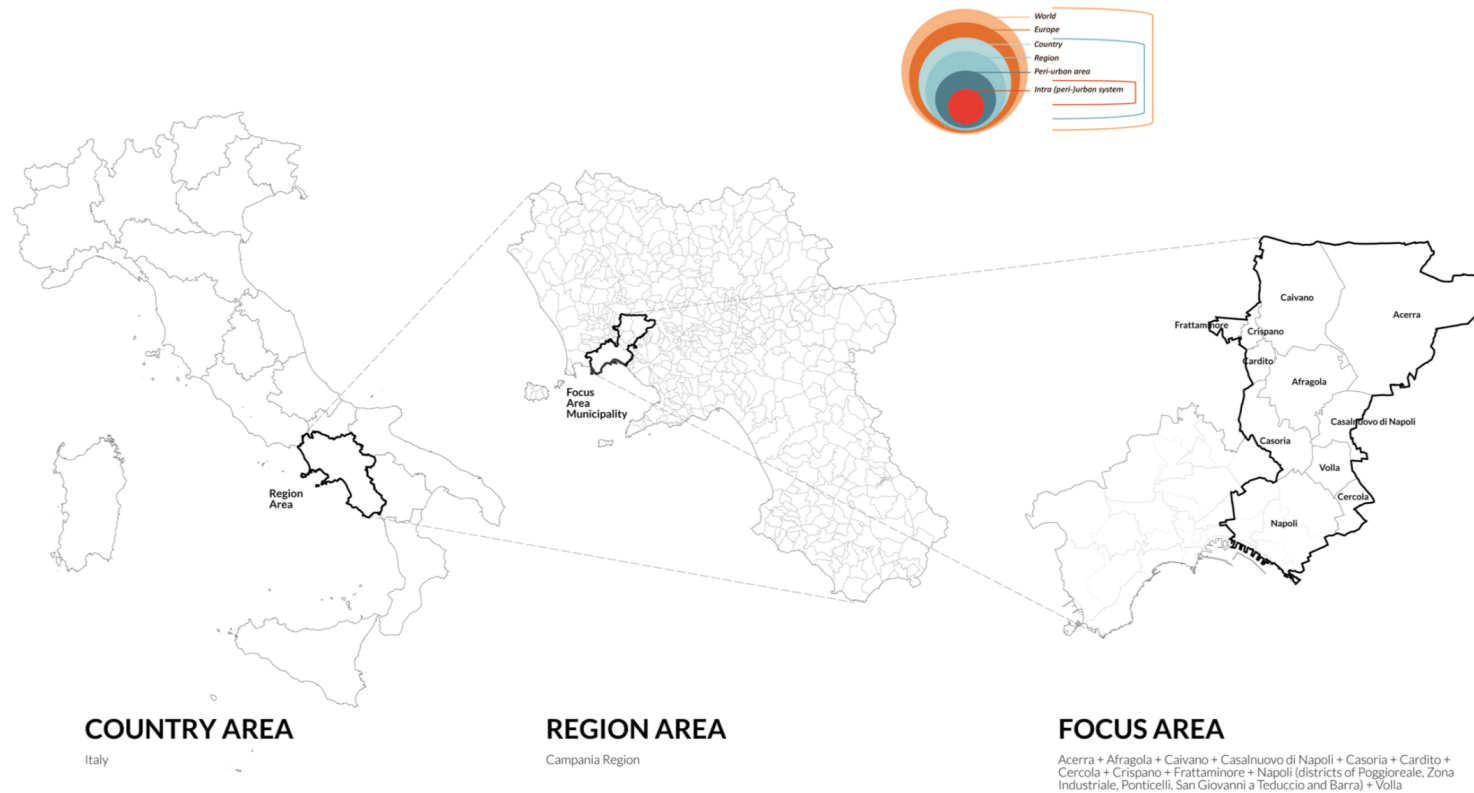 World
Europe
Country
Region
Peri-urban area
Intra (peri-)urban system
Caivano
Acerra
Frattaminore
Crispano
Cardito
Afragola
Casalnuovo di Napoli
Casoria
Volla
Cercola
Napoli
Focus
Area
Municipality
Region
Area
COUNTRY AREA
Italy
REGION AREA
Campania Region
FOCUS AREA
Acerra + Afragola + Caivano + Casalnuovo di Napoli + Casoria + Cardito +
Cercola + Crispano + Frattaminore + Napoli (districts of Poggioreale, Zona
Industriale, Ponticelli, San Giovanni a Teduccio and Barra) + Volla